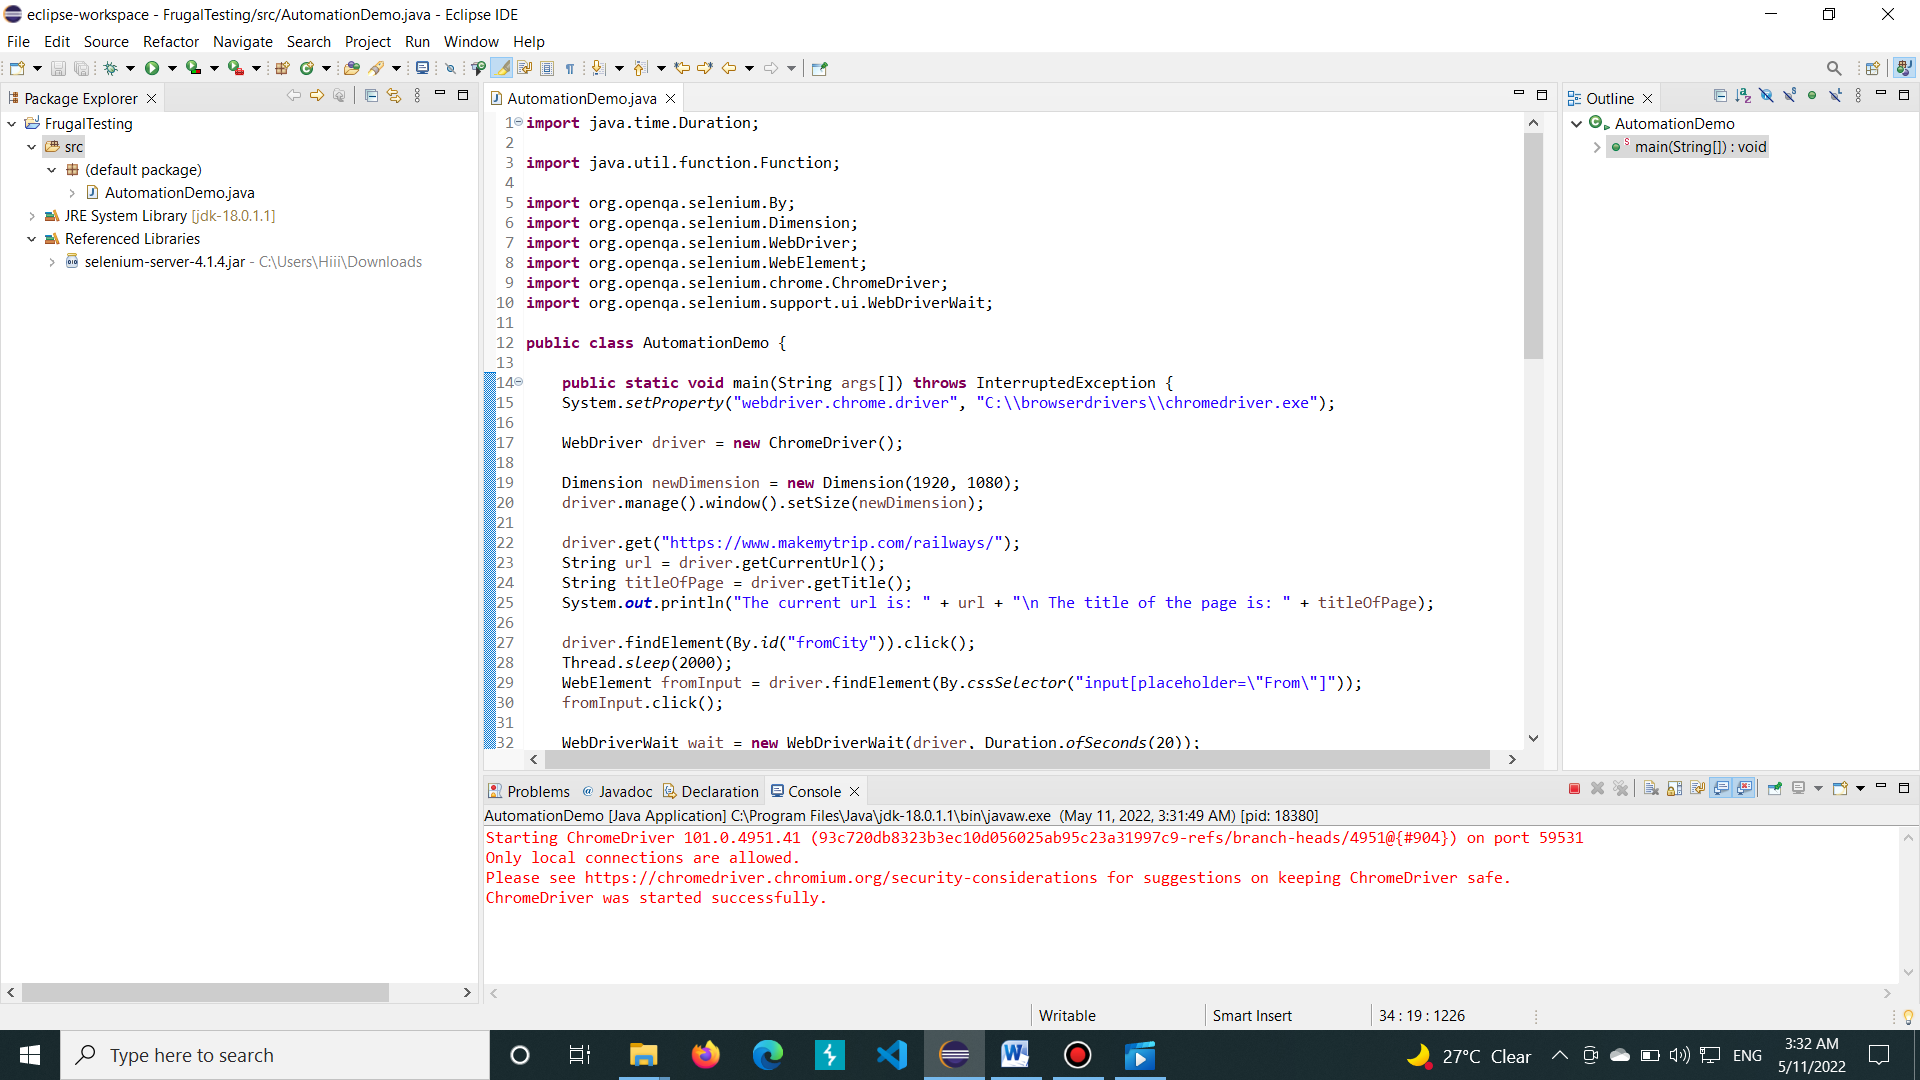 eclipse-workspace - FrugalTesting/src/AutomationDemo.java - Eclipse IDE
File Edit Source Refactor Navigate Search Project Run Window Help
Package Explorer
FrugalTesting
src
(default package)
AutomationDemo.java
JRE System Library [jdk-18.0.1.1]
Referenced Libraries
selenium-server-4.1.4.jar - C:\Users\Hiii\Downloads
AutomationDemo.java
1 import java.time.Duration;
2
3 import java.util.function.Function;
4
5 import org.openqa.selenium.By;
6 import org.openqa.selenium.Dimension;
7 import org.openqa.selenium.WebDriver;
8 import org.openqa.selenium.WebElement;
9 import org.openqa.selenium.chrome.ChromeDriver;
10 import org.openqa.selenium.support.ui.WebDriverWait;
11
12 public class AutomationDemo {
13
14 public static void main(String args[]) throws InterruptedException {
15 System.setProperty("webdriver.chrome.driver", "C:\\browserdrivers\\chromedriver.exe");
16
17 WebDriver driver = new ChromeDriver();
18
19 Dimension newDimension = new Dimension(1920, 1080);
20 driver.manage().window().setSize(newDimension);
21
22 driver.get("https://www.makemytrip.com/railways/");
23 String url = driver.getCurrentUrl();
24 String titleOfPage = driver.getTitle();
25 System.out.println("The current url is: " + url + "\n The title of the page is: " + titleOfPage);
26
27 driver.findElement(By.id("fromCity")).click();
28 Thread.sleep(2000);
29 WebElement fromInput = driver.findElement(By.cssSelector("input[placeholder=\"From\"]"));
30 fromInput.click();
31
32 WebDriverWait wait = new WebDriverWait(driver, Duration.ofSeconds(20));
Outline
AutomationDemo
main(String[]) : void
Problems Javadoc Declaration Console
AutomationDemo [Java Application] C:\Program Files\Java\jdk-18.0.1.1\bin\javaw.exe (May 11, 2022, 3:31:49 AM) [pid: 18380]
Starting ChromeDriver 101.0.4951.41 (93c720db8323b3ec10d056025ab95c23a31997c9-refs/branch-heads/4951@{#904}) on port 59531
Only local connections are allowed.
Please see https://chromedriver.chromium.org/security-considerations for suggestions on keeping ChromeDriver safe.
ChromeDriver was started successfully.
Writable Smart Insert 34 : 19 : 1226
Type here to search
27°C Clear
ENG
3:32 AM
5/11/2022